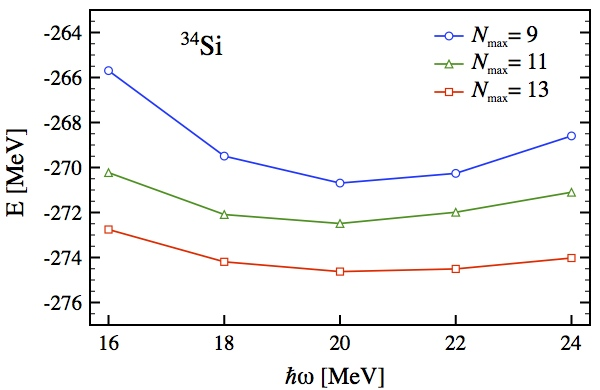 ³⁴Si
Nmax= 9
Nmax= 11
Nmax= 13
E [MeV]
-264
-266
-268
-270
-272
-274
-276
16 18 20 22 24
ℏω [MeV]